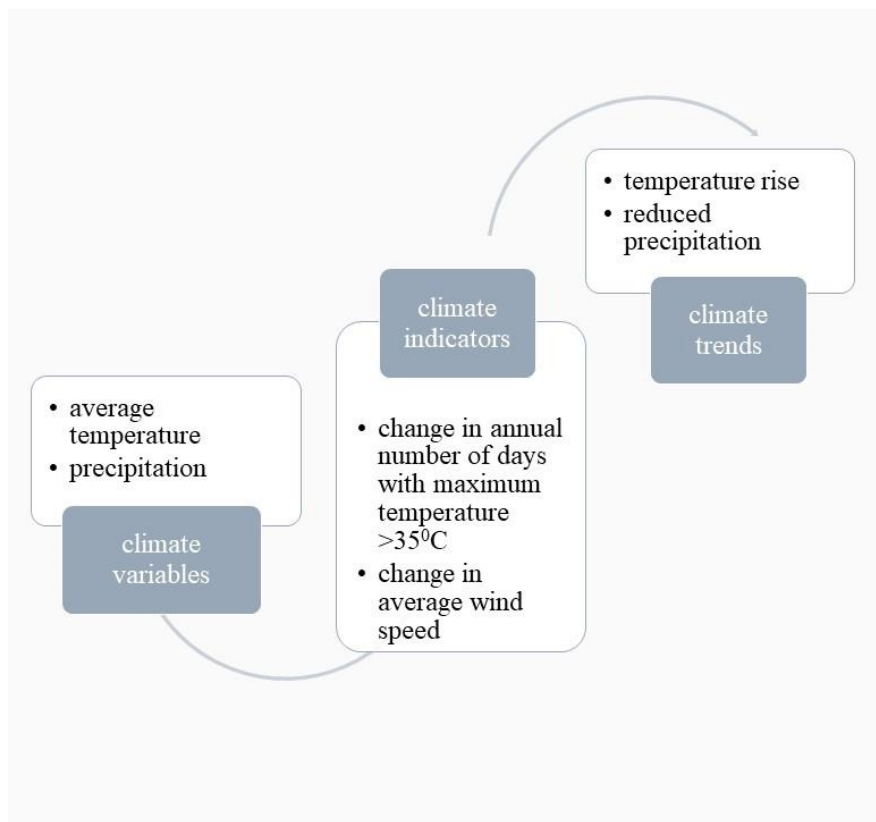 • average
temperature
• precipitation
climate
variables
climate
indicators
• change in annual
number of days
with maximum
temperature
>35⁰C
• change in
average wind
speed
• temperature rise
• reduced
precipitation
climate
trends